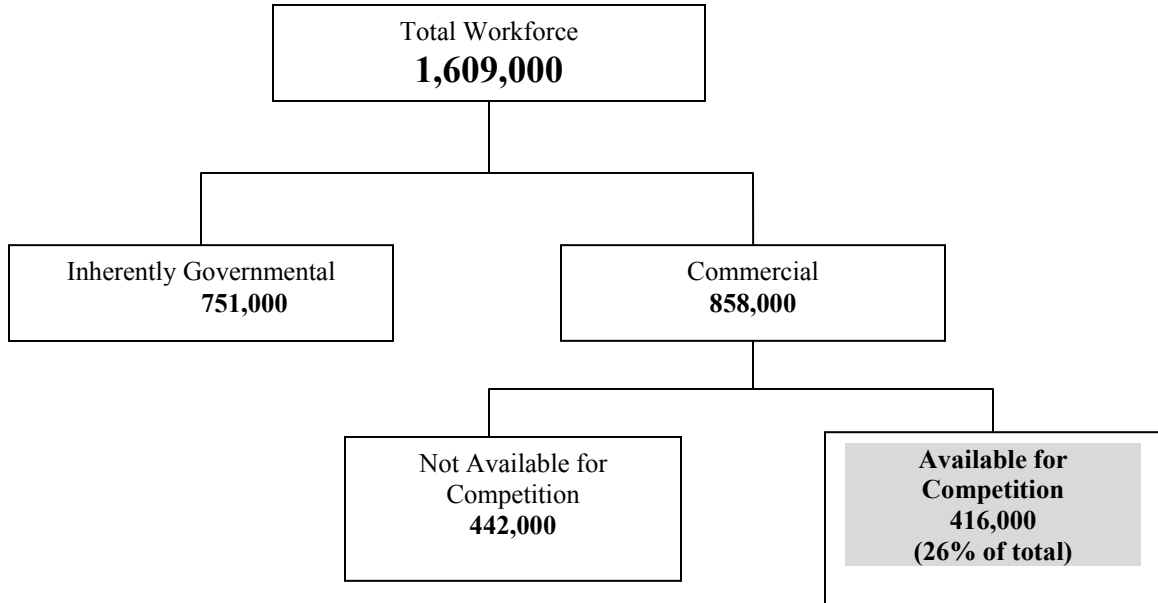 Total Workforce
1,609,000
Inherently Governmental
751,000
Commercial
858,000
Not Available for
Competition
442,000
Available for
Competition
416,000
(26% of total)